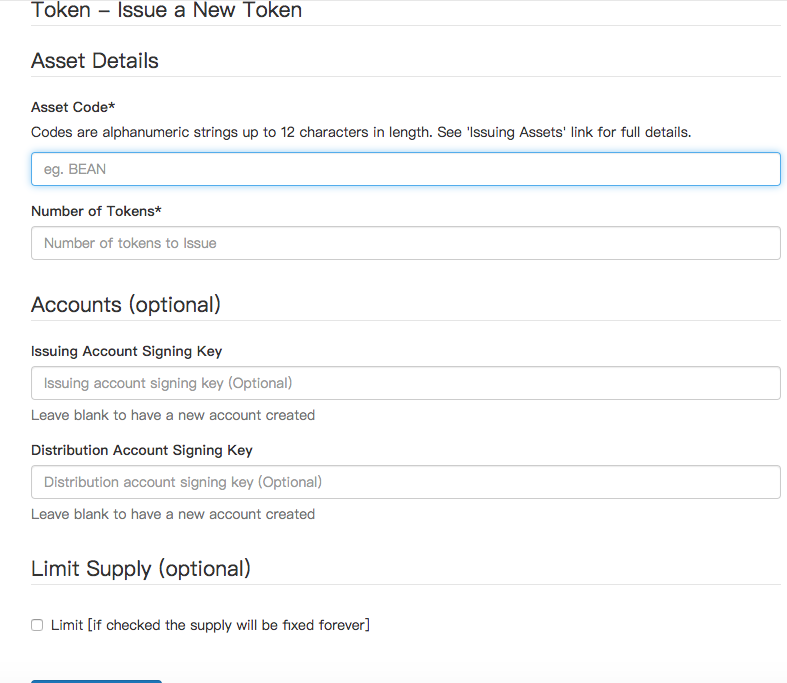 Token – Issue a New Token
Asset Details
Asset Code*
Codes are alphanumeric strings up to 12 characters in length. See 'Issuing Assets' link for full details.
eg. BEAN
Number of Tokens*
Number of tokens to Issue
Accounts (optional)
Issuing Account Signing Key
Issuing account signing key (Optional)
Leave blank to have a new account created
Distribution Account Signing Key
Distribution account signing key (Optional)
Leave blank to have a new account created
Limit Supply (optional)
Limit [if checked the supply will be fixed forever]